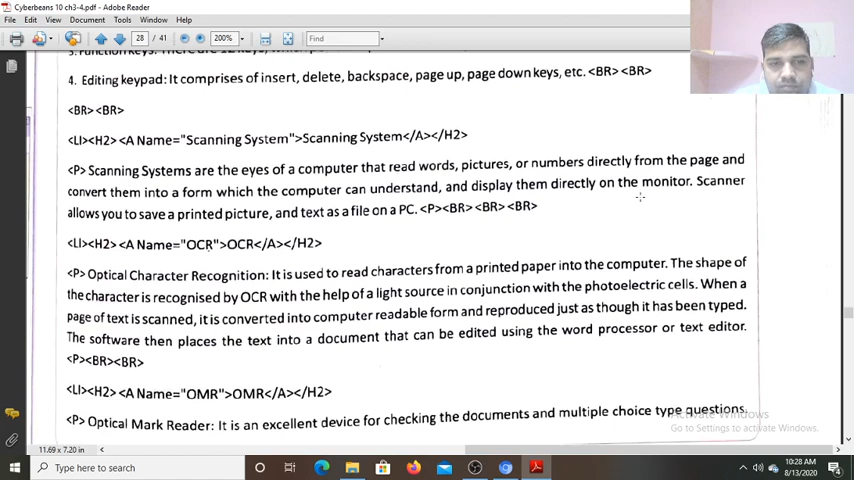 Cyberbeans 10 ch3-4.pdf - Adobe Reader
File Edit View Document Tools Window Help
28 / 41 200% Find
4. Editing keypad: It comprises of insert, delete, backspace, page up, page down keys, etc. <BR> <BR>
<BR> <BR>
<LI><H2> <A Name="Scanning System">Scanning System</A></H2>
<P> Scanning Systems are the eyes of a computer that read words, pictures, or numbers directly from the page and
convert them into a form which the computer can understand, and display them directly on the monitor. Scanner
allows you to save a printed picture, and text as a file on a PC. <P><BR> <BR> <BR>
<LI><H2> <A Name="OCR">OCR</A></H2>
<P> Optical Character Recognition: It is used to read characters from a printed paper into the computer. The shape of
the character is recognised by OCR with the help of a light source in conjunction with the photoelectric cells. When a
page of text is scanned, it is converted into computer readable form and reproduced just as though it has been typed.
The software then places the text into a document that can be edited using the word processor or text editor.
<P><BR><BR>
<LI><H2> <A Name="OMR">OMR</A></H2>
<P> Optical Mark Reader: It is an excellent device for checking the documents and multiple choice type questions.
Activate Windows
Go to Settings to activate Windows.
11.69 x 7.20 in
Type here to search
10:28 AM
8/13/2020
4